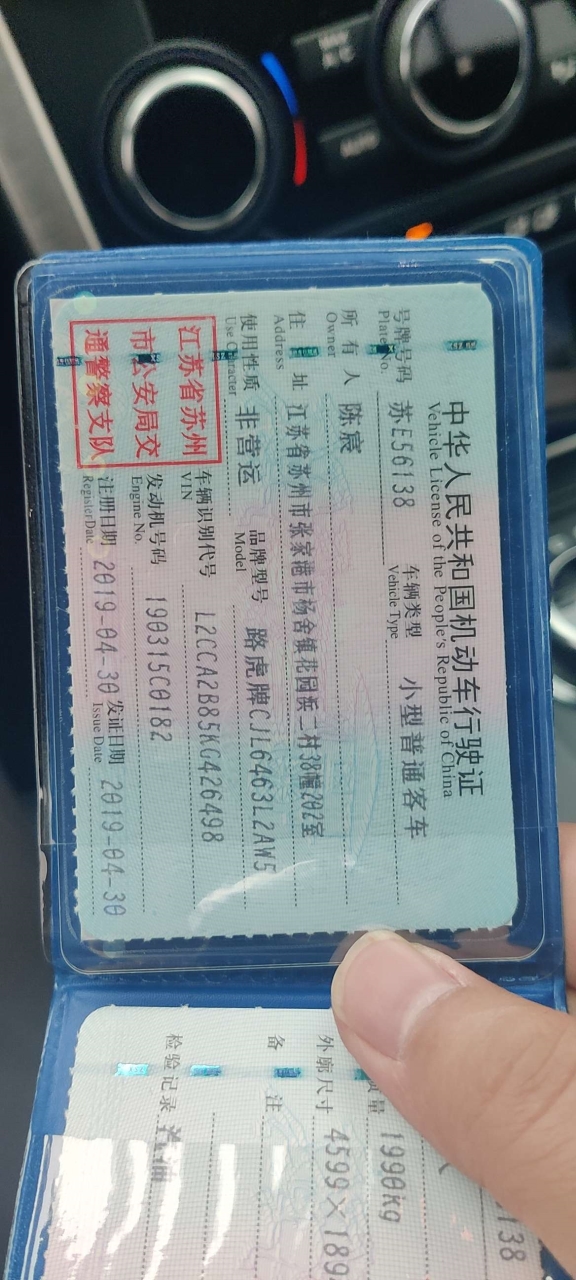 中华人民共和国机动车行驶证
Vehicle License of the People's Republic of China
号牌号码 苏E56138 车辆类型 小型普通客车
Plate No. Vehicle Type
所有人 陈宸
Owner
住址 江苏省苏州市张家港市杨舍镇花园浜二村38幢202室
Address
使用性质 非营运 品牌型号 路虎牌CJL6463L2AW5
Use Character Model
江苏省苏州
市公安局交
通警察支队
车辆识别代号 L2CCA2B85KG426498
VIN
发动机号码 190315C0182
Engine No.
注册日期 2019-04-30 发证日期 2019-04-30
Register Date Issue Date
138
人
质量 1990kg
外廓尺寸 4599×189
备注
检验记录
AUTO